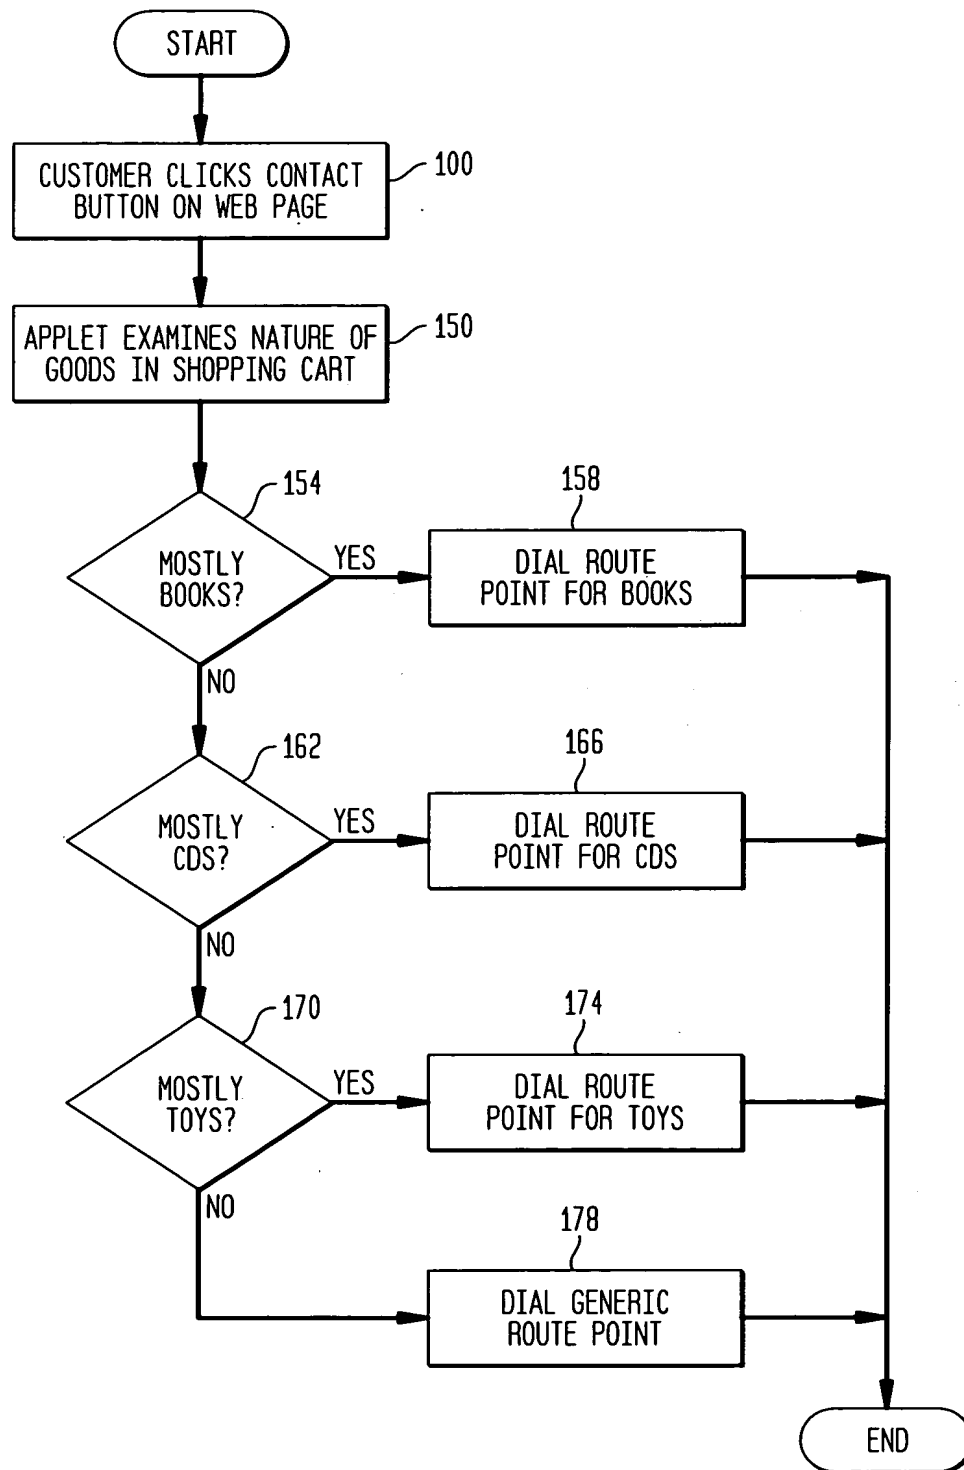 START
CUSTOMER CLICKS CONTACT
BUTTON ON WEB PAGE
100
APPLET EXAMINES NATURE OF
GOODS IN SHOPPING CART
150
154
MOSTLY
BOOKS?
YES
NO
158
DIAL ROUTE
POINT FOR BOOKS
162
MOSTLY
CDS?
YES
NO
166
DIAL ROUTE
POINT FOR CDS
170
MOSTLY
TOYS?
YES
NO
174
DIAL ROUTE
POINT FOR TOYS
178
DIAL GENERIC
ROUTE POINT
END